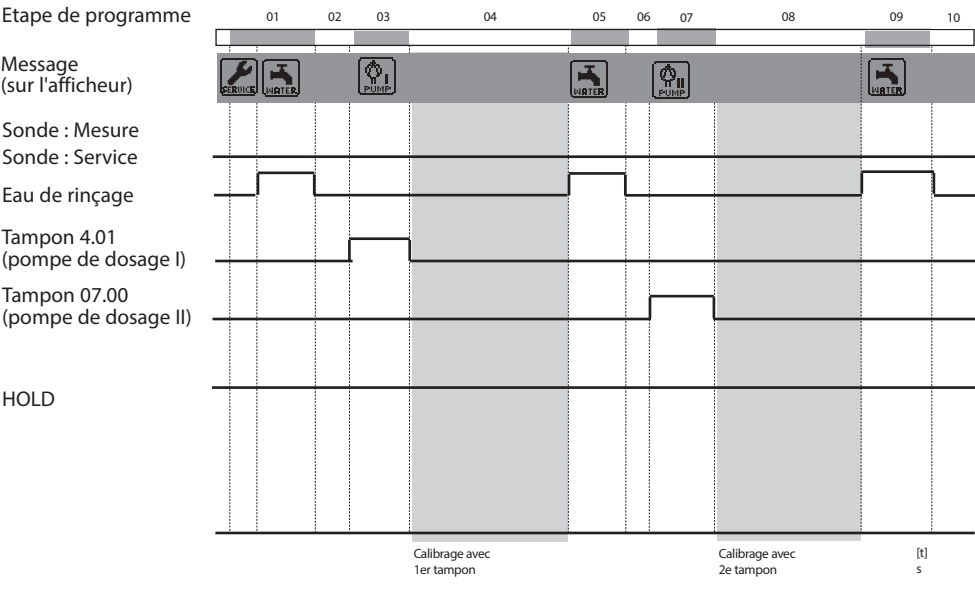 Etape de programme 01 02 03 04 05 06 07 08 09 10
Message
(sur l'afficheur)
SERVICE WATER PUMP I WATER PUMP II WATER
Sonde : Mesure
Sonde : Service
Eau de rinçage
Tampon 4.01
(pompe de dosage I)
Tampon 07.00
(pompe de dosage II)
HOLD
Calibrage avec
1er tampon
Calibrage avec
2e tampon
[t]
s